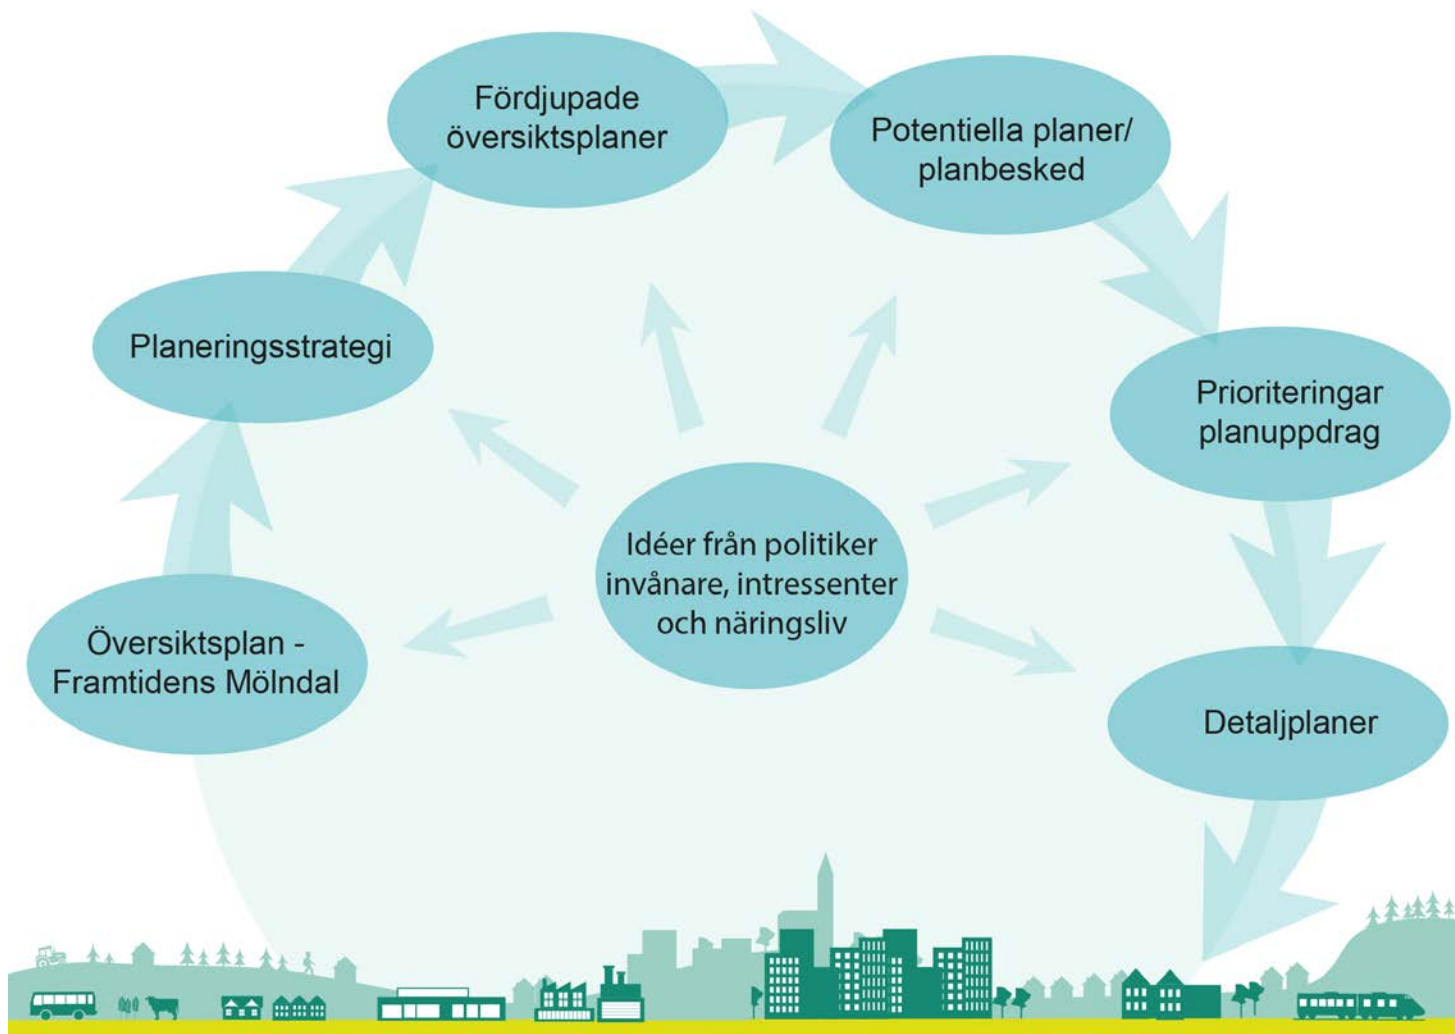 Fördjupade
översiktsplaner
Potentiella planer/
planbesked
Planeringsstrategi
Prioriteringar
planuppdrag
Idéer från politiker
invånare, intressenter
och näringsliv
Översiktsplan -
Framtidens Mölndal
Detaljplaner